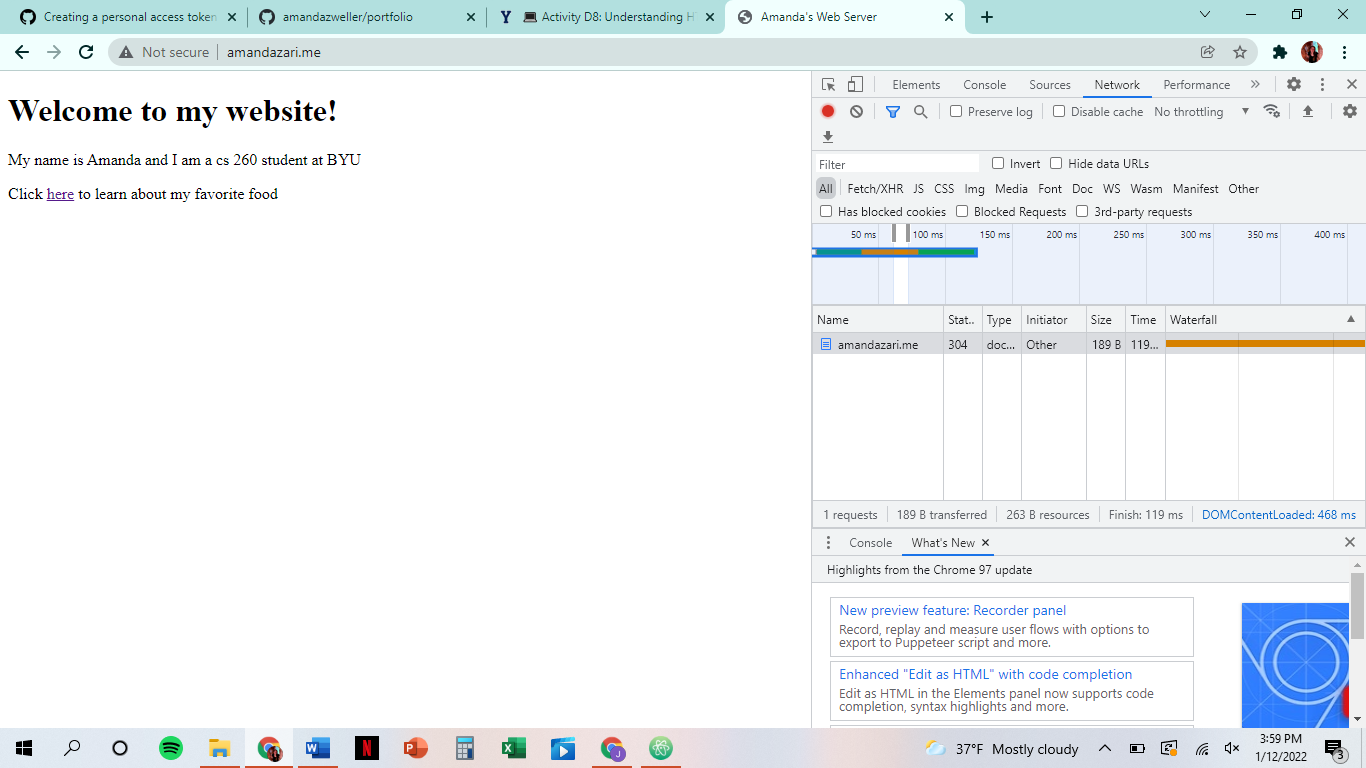 Creating a personal access token
amandazweller/portfolio
Activity D8: Understanding H
Amanda's Web Server
Not secure
amandazari.me
Welcome to my website!
My name is Amanda and I am a cs 260 student at BYU
Click here to learn about my favorite food
Elements Console Sources Network Performance »
Preserve log Disable cache No throttling
Filter Invert Hide data URLs
All Fetch/XHR JS CSS Img Media Font Doc WS Wasm Manifest Other
Has blocked cookies Blocked Requests 3rd-party requests
50 ms 100 ms 150 ms 200 ms 250 ms 300 ms 350 ms 400 ms
Name Stat.. Type Initiator Size Time Waterfall
amandazari.me 304 doc... Other 189 B 119...
1 requests 189 B transferred 263 B resources Finish: 119 ms DOMContentLoaded: 468 ms
Console What's New
Highlights from the Chrome 97 update
New preview feature: Recorder panel
Record, replay and measure user flows with options to
export to Puppeteer script and more.
Enhanced "Edit as HTML" with code completion
Edit as HTML in the Elements panel now supports code
completion, syntax highlights and more.
37°F Mostly cloudy
3:59 PM
1/12/2022
3